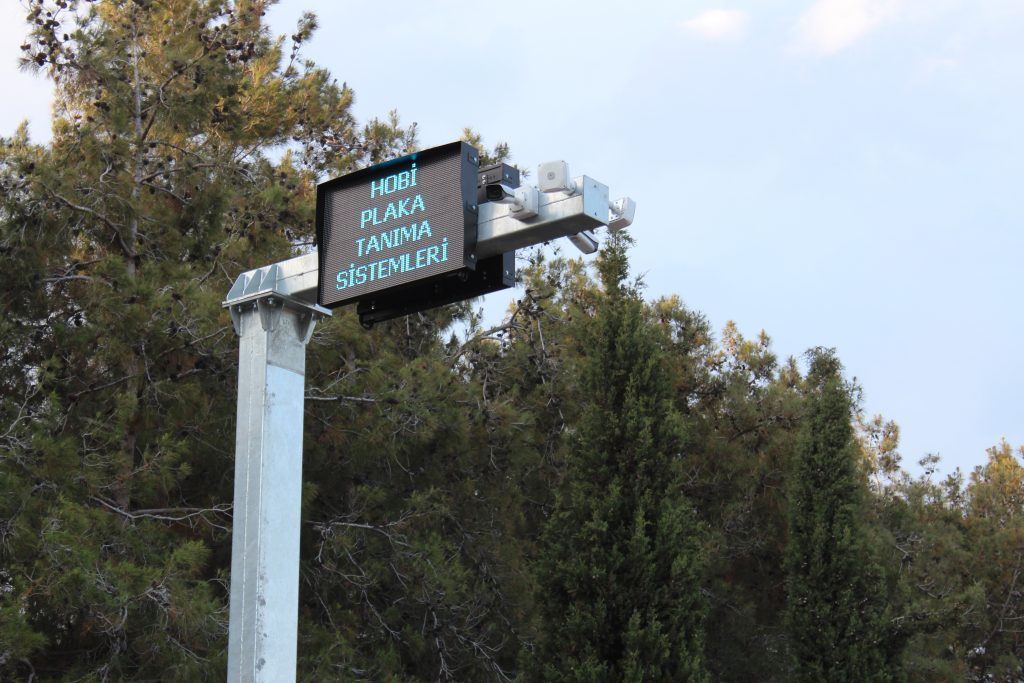 HOBİ
PLAKA
TANIMA
SİSTEMLERİ